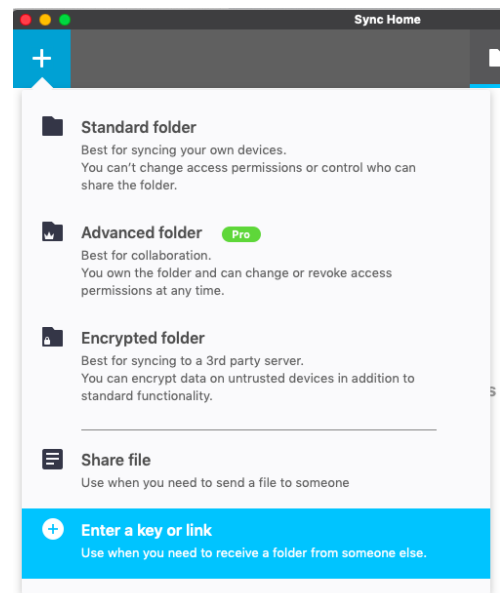 Sync Home
Standard folder
Best for syncing your own devices.
You can't change access permissions or control who can
share the folder.
Advanced folder Pro
Best for collaboration.
You own the folder and can change or revoke access
permissions at any time.
Encrypted folder
Best for syncing to a 3rd party server.
You can encrypt data on untrusted devices in addition to
standard functionality.
Share file
Use when you need to send a file to someone
Enter a key or link
Use when you need to receive a folder from someone else.